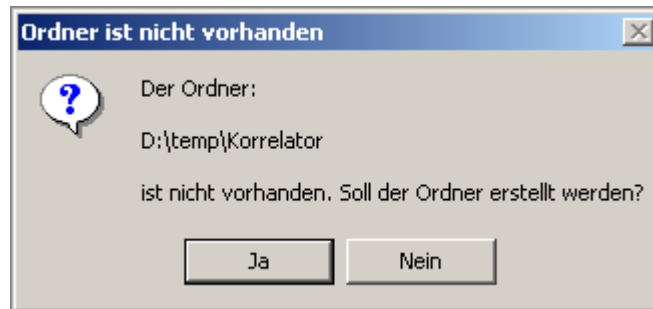 Ordner ist nicht vorhanden
Der Ordner:
D:\temp\Korrelator
ist nicht vorhanden. Soll der Ordner erstellt werden?
Ja
Nein